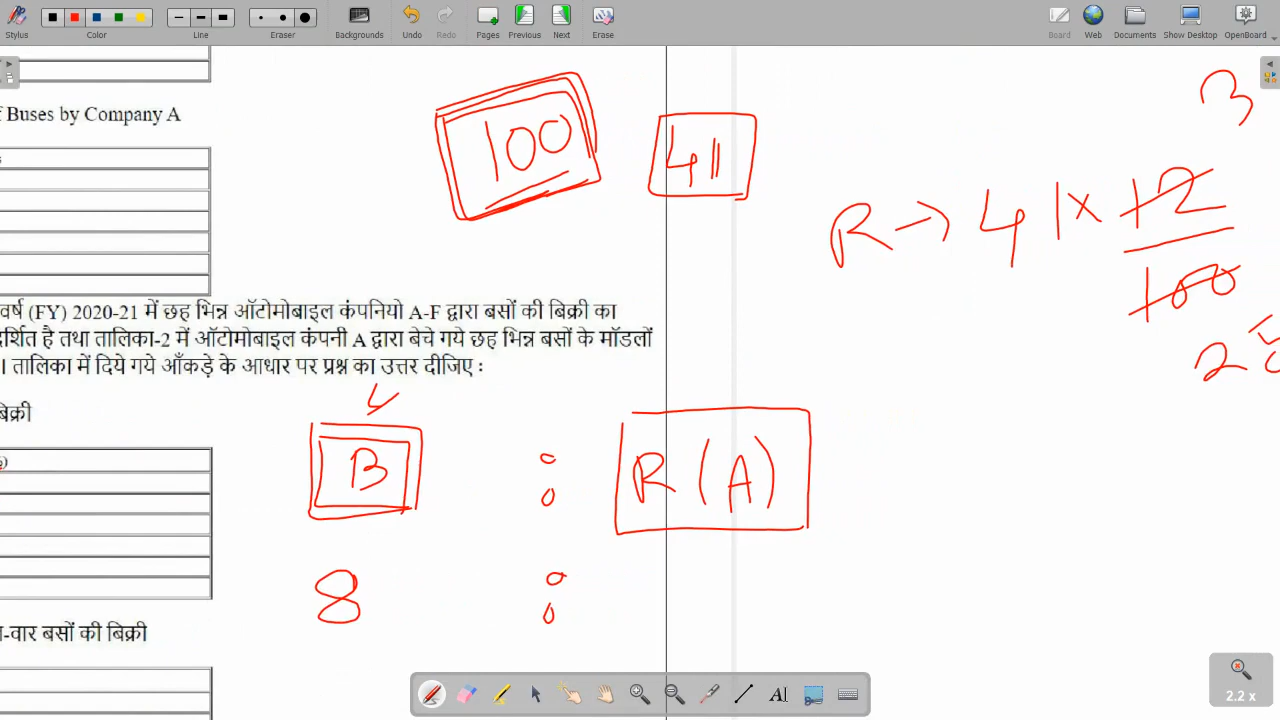 Stylus Color Line Eraser Backgrounds Undo Redo Pages Previous Next Erase Board Web Documents Show Desktop OpenBoard
f Buses by Company A
s
100 41
3
R → 41 × 12/100
25
वर्ष (FY) 2020-21 में छह भिन्न ऑटोमोबाइल कंपनियो A-F द्वारा बसों की बिक्री का
दर्शित है तथा तालिका-2 में ऑटोमोबाइल कंपनी A द्वारा बेचे गये छह भिन्न बसों के मॉडलों
। तालिका में दिये गये आँकड़े के आधार पर प्रश्न का उत्तर दीजिए :
बिक्री
)
B : R (A)
8 :
-वार बसों की बिक्री
2.2 x